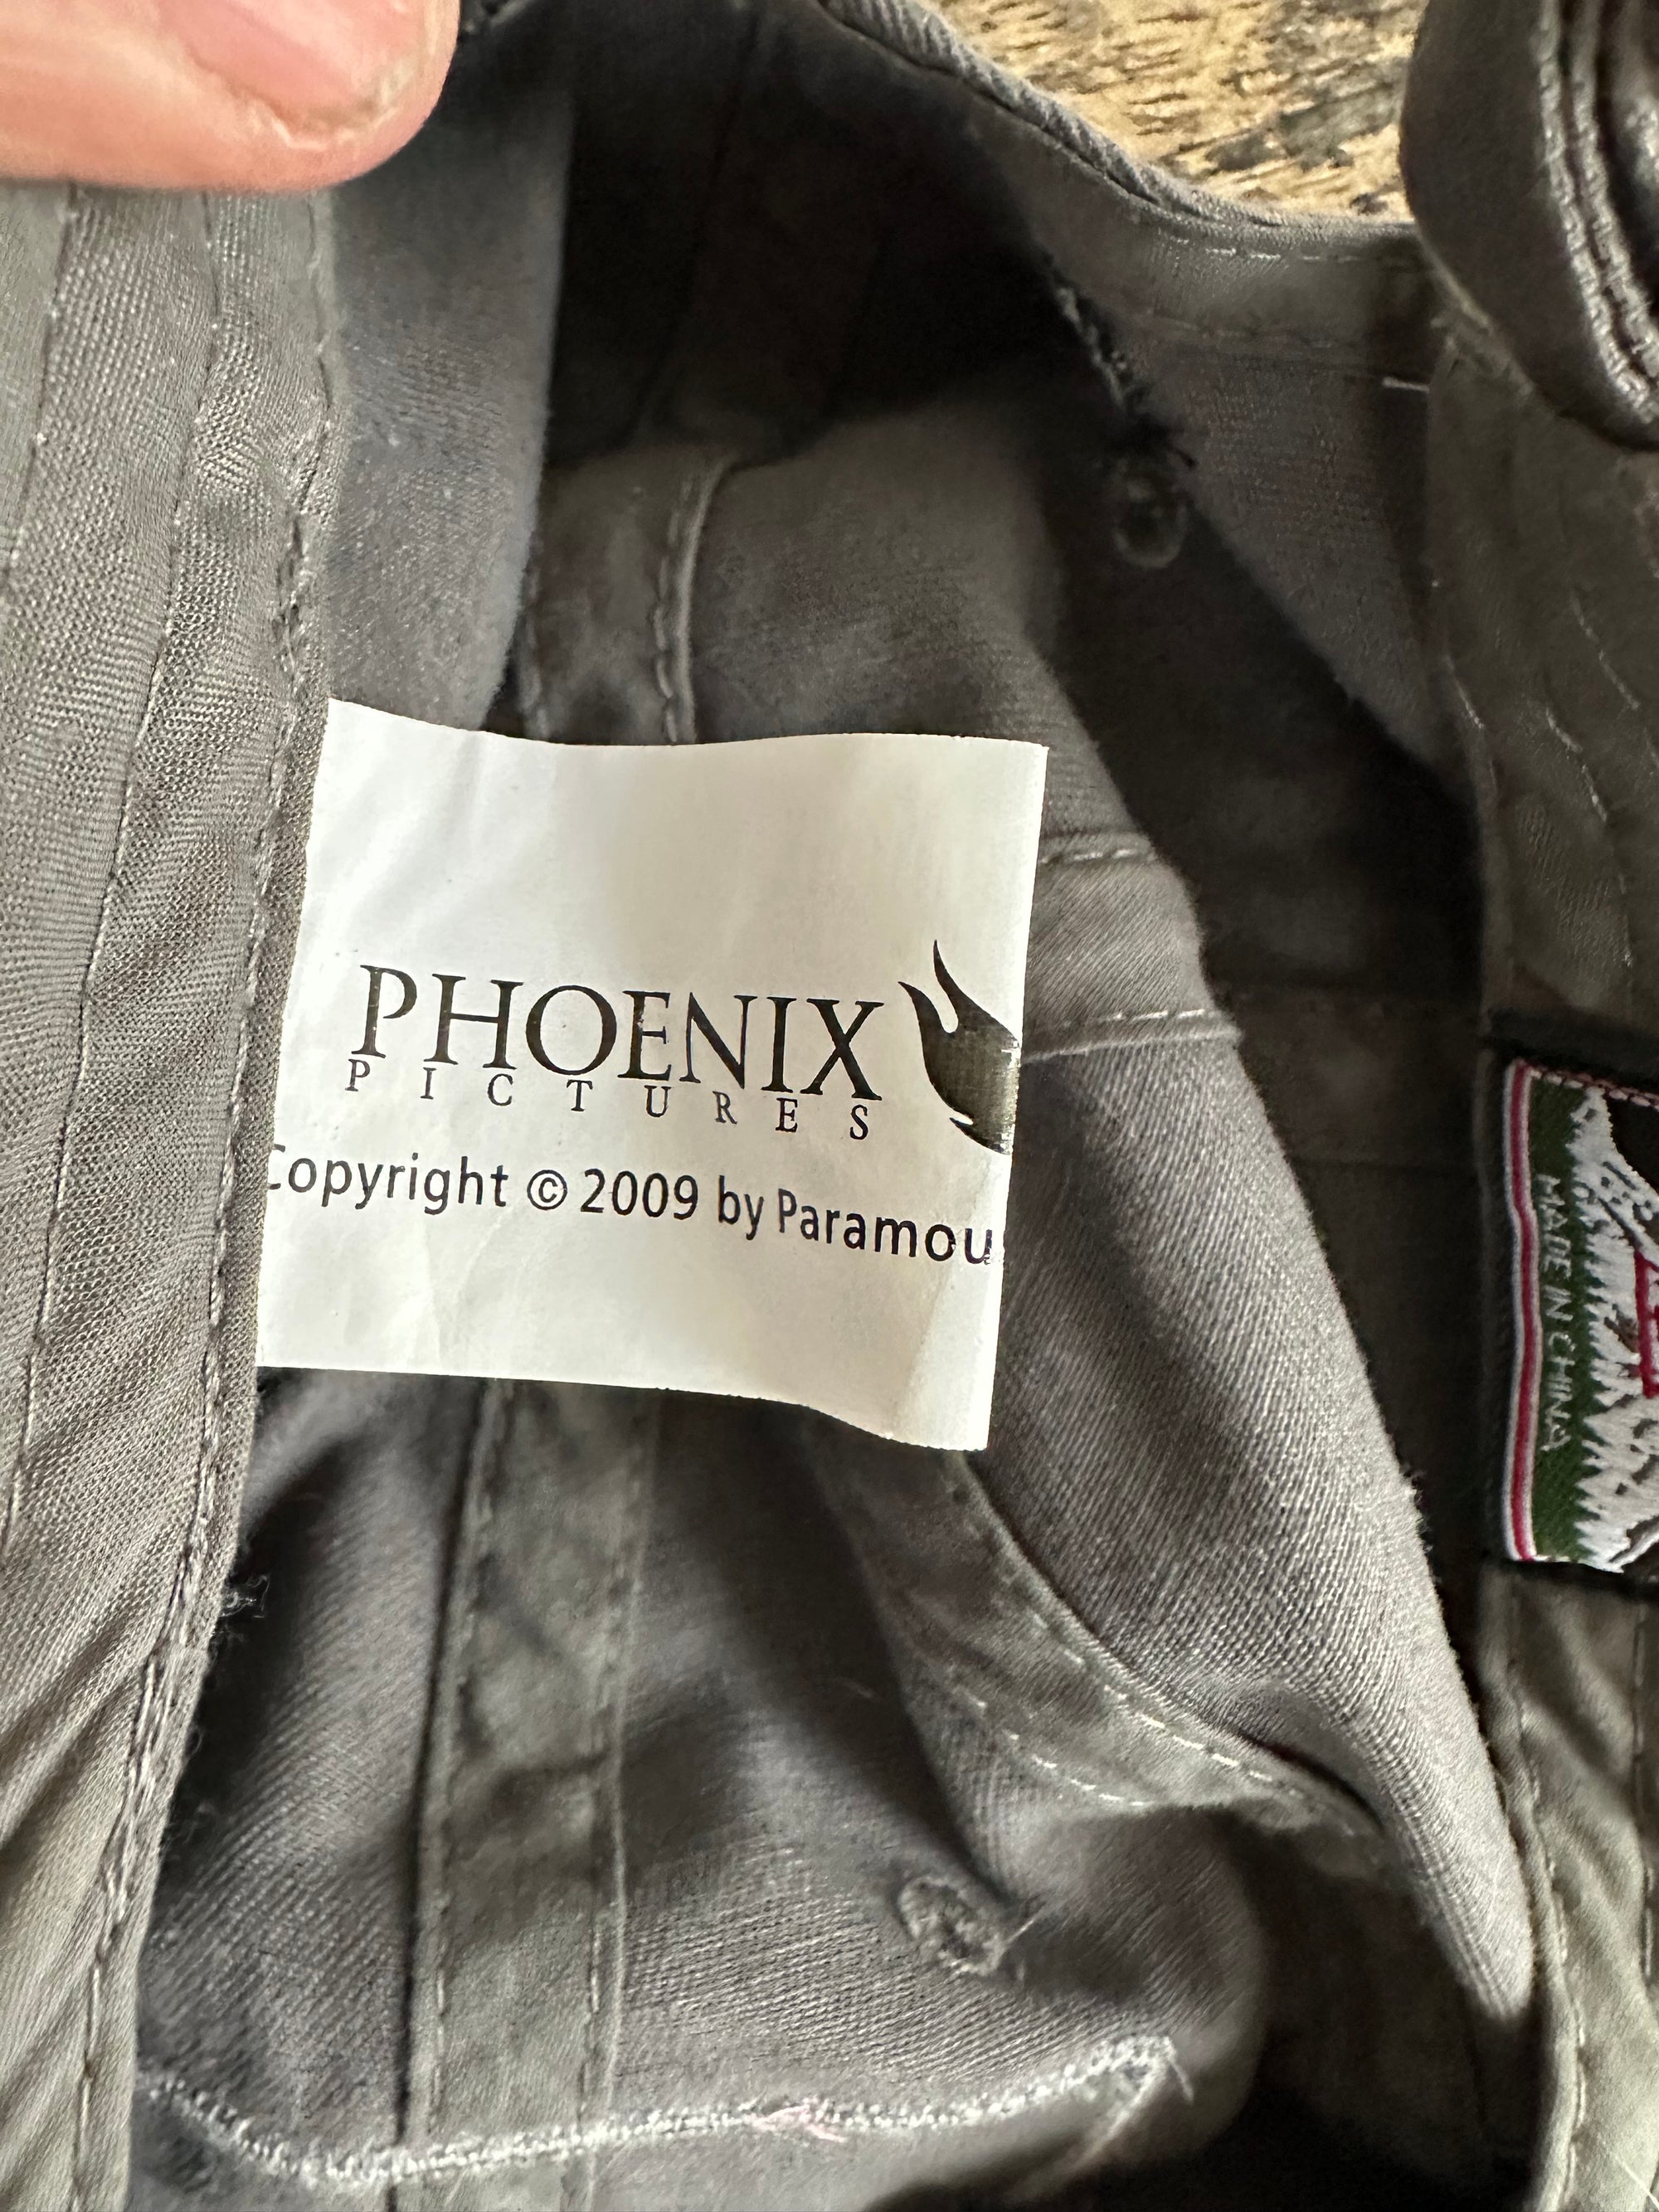 PHOENIX
PICTURES
Copyright © 2009 by Paramou
MADE IN CHINA